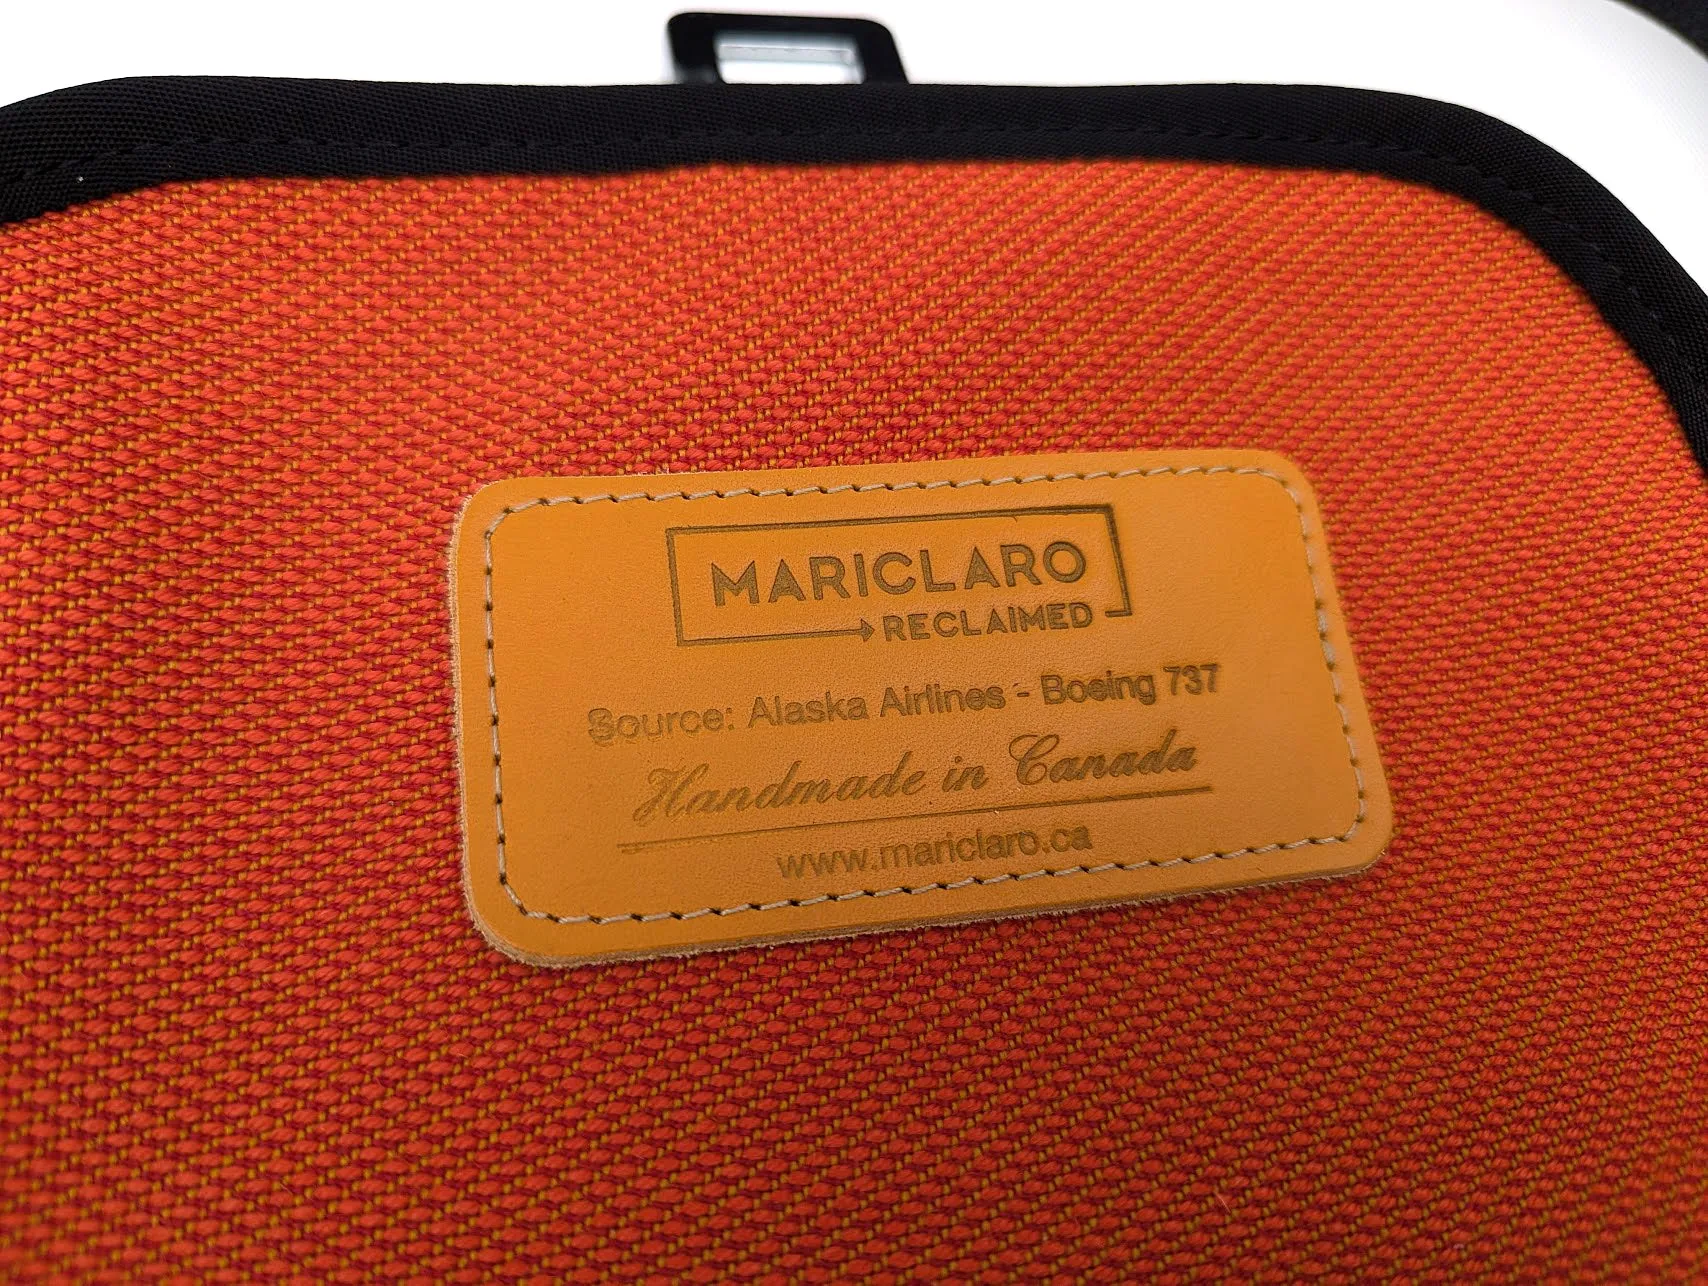 MARICLARO
RECLAIMED
Source: Alaska Airlines - Boeing 737
Handmade in Canada
www.mariclaro.ca